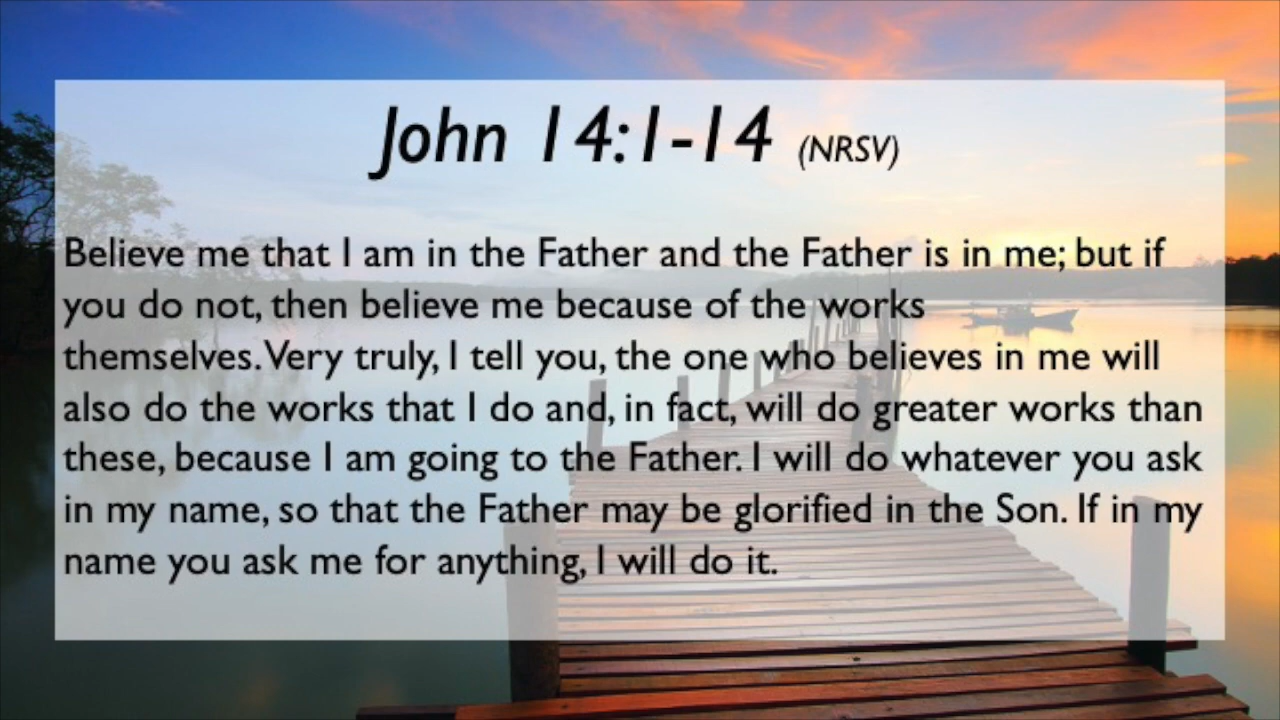 John 14:1-14 (NRSV)
Believe me that I am in the Father and the Father is in me; but if
you do not, then believe me because of the works
themselves. Very truly, I tell you, the one who believes in me will
also do the works that I do and, in fact, will do greater works than
these, because I am going to the Father. I will do whatever you ask
in my name, so that the Father may be glorified in the Son. If in my
name you ask me for anything, I will do it.